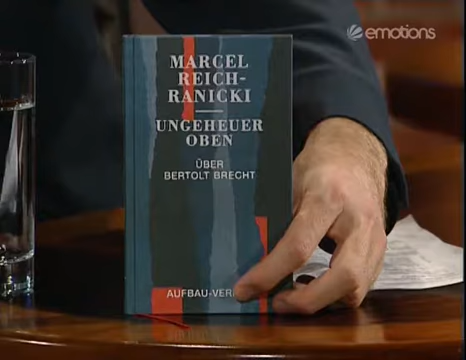 emotions
MARCEL
REICH-
RANICKI
UNGEHEUER
OBEN
ÜBER
BERTOLT BRECHT
AUFBAU-VER